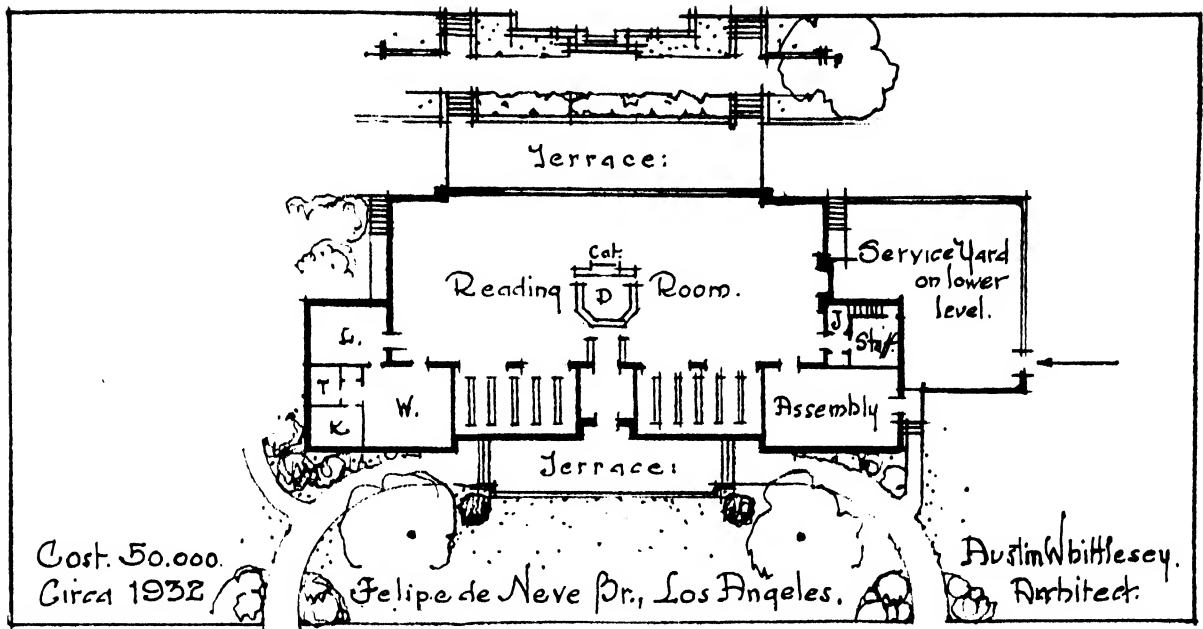 Terrace:
Cat.
Reading D Room.
Service Yard
on lower
level.
L.
J
Staff.
T
K.
W.
Assembly
Terrace:
Cost. 50.000.
Circa 1932
Felipe de Neve Br., Los Angeles.
Austin Whittlesey.
Architect.